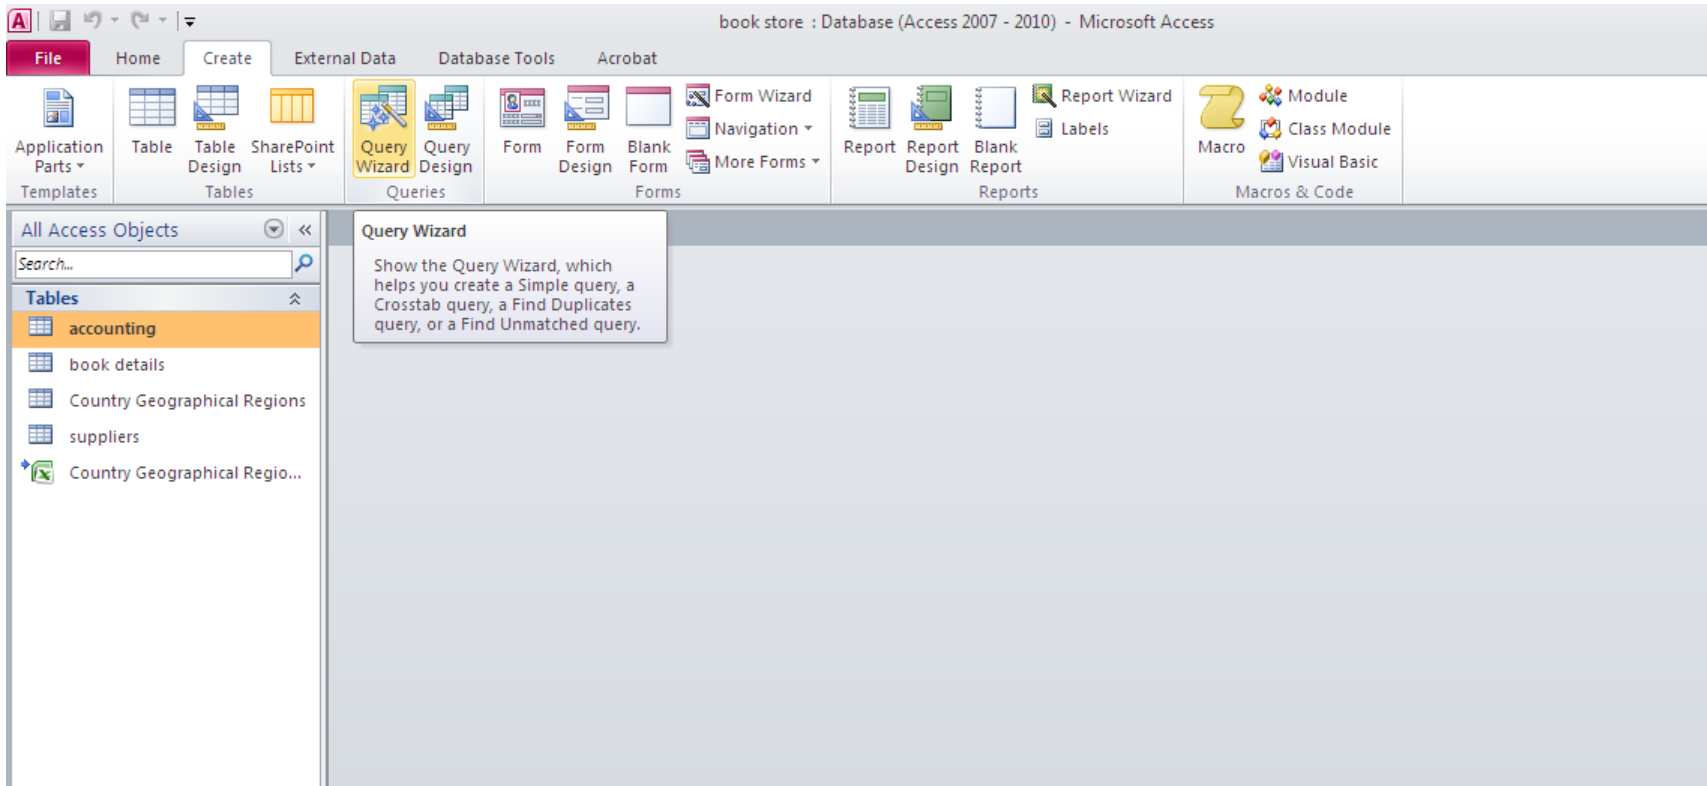 book store : Database (Access 2007 - 2010) - Microsoft Access
File Home Create External Data Database Tools Acrobat
Application Parts
Table
Table Design
SharePoint Lists
Query Wizard
Query Design
Form
Form Design
Blank Form
Form Wizard
Navigation
More Forms
Report
Report Design
Blank Report
Report Wizard
Labels
Macro
Module
Class Module
Visual Basic
Templates Tables Queries Forms Reports Macros & Code
All Access Objects
Search...
Tables
accounting
book details
Country Geographical Regions
suppliers
Country Geographical Regio...
Query Wizard
Show the Query Wizard, which
helps you create a Simple query, a
Crosstab query, a Find Duplicates
query, or a Find Unmatched query.